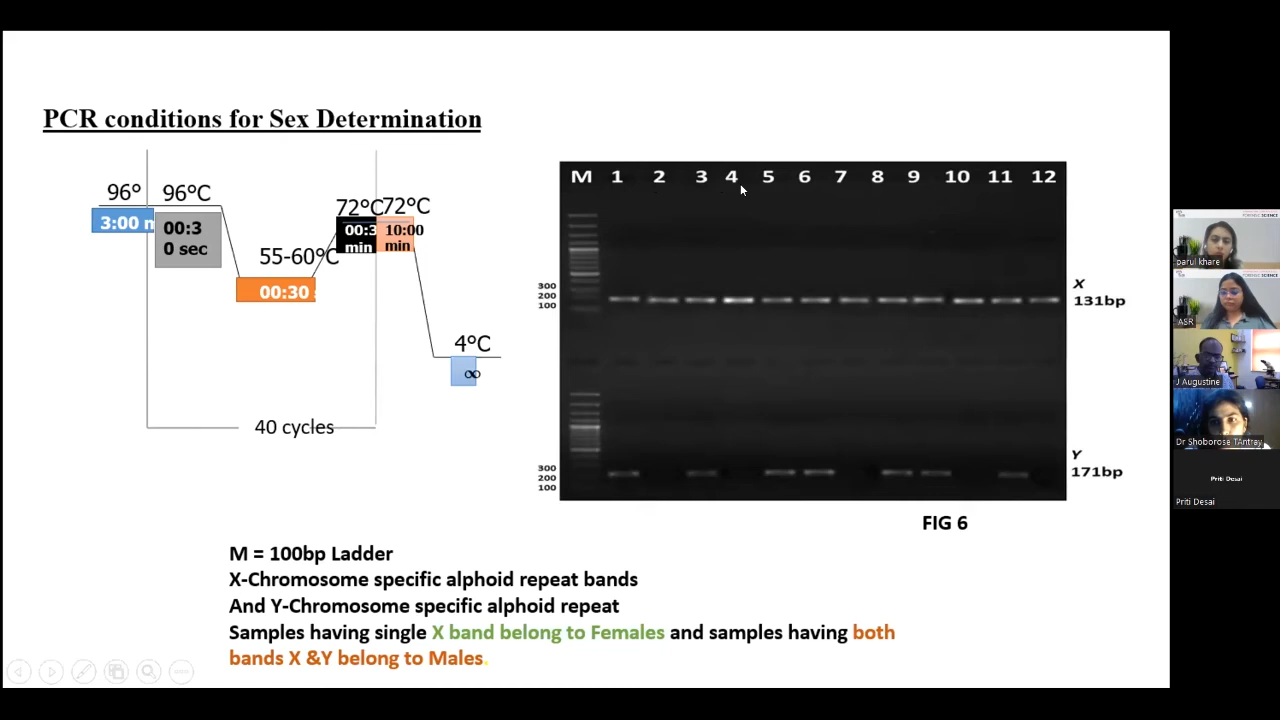 PCR conditions for Sex Determination
96° 96°C
3:00 m
00:3
0 sec
55-60°C
00:30
72°C 72°C
00:3
min
10:00
min
4°C
∞
40 cycles
M 1 2 3 4 5 6 7 8 9 10 11 12
300
200
100
X
131bp
300
200
100
Y
171bp
FIG 6
M = 100bp Ladder
X-Chromosome specific alphoid repeat bands
And Y-Chromosome specific alphoid repeat
Samples having single X band belong to Females and samples having both
bands X &Y belong to Males.
parul khare
FORENSIC SCIENCE
ASR
FORENSIC SCIENCE
J Augustine
Dr Shoborose TAntray
Priti Desai
Priti Desai